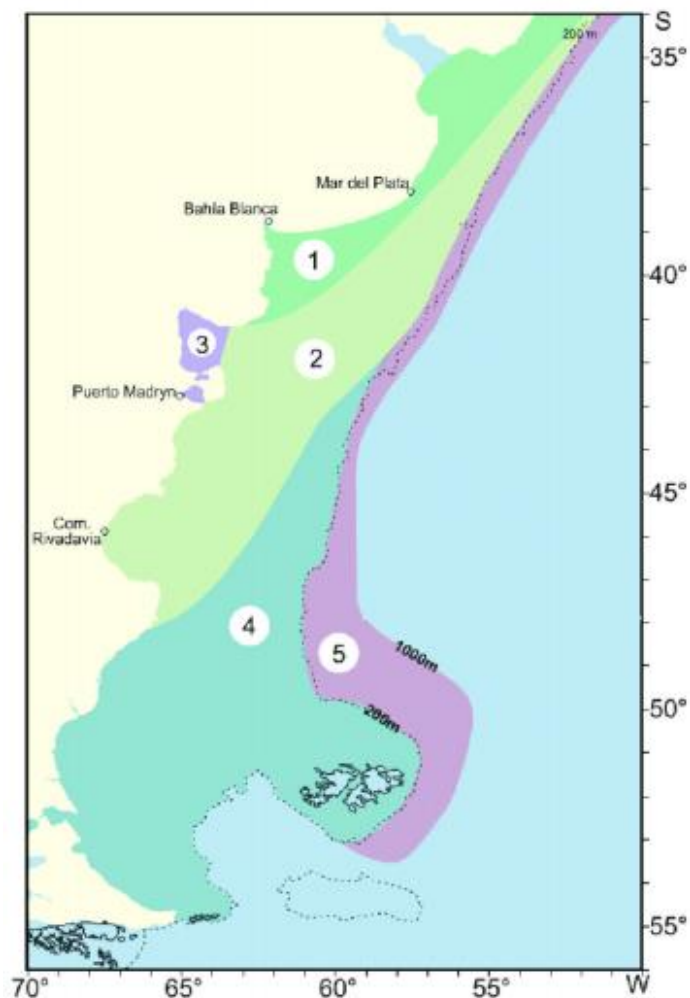 S
200 m
35°
Mar del Plata
Bahía Blanca
1
40°
3
2
Puerto Madryn
45°
Com.
Rivadavia
4
5
1000m
50°
200m
55°
70°
65°
60°
55°
W